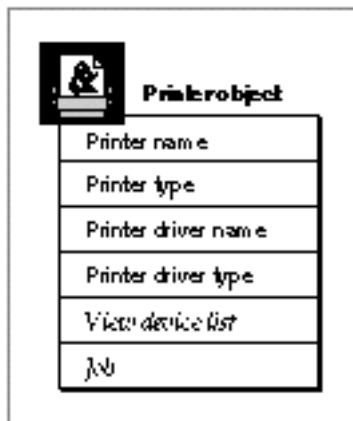 &
Printer object
Printer name
Printer type
Printer driver name
Printer driver type
View device list
Job